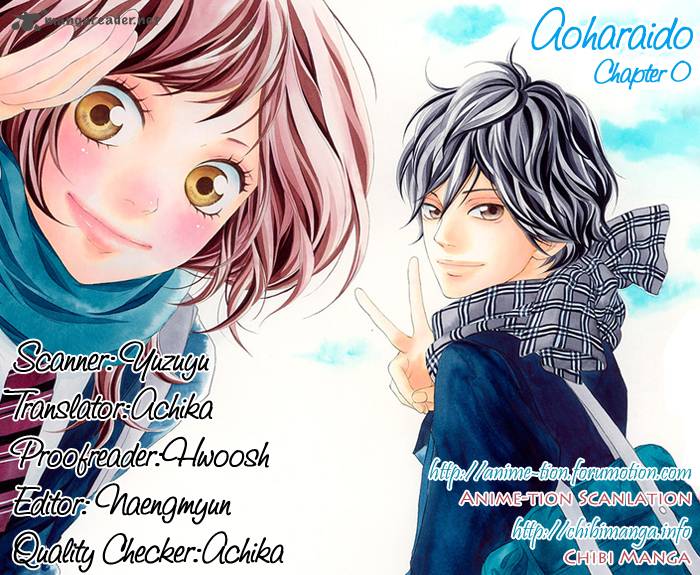 mangareader.net
Aoharaido
Chapter 0
Scanner: Yuzuyu
Translator:Achika
Proofreader:Hwoosh
Editor: Naengmyun
Quality Checker:Achika
http://anime-tion.forumotion.com
Anime-tion Scanlation
http://chibimanga.info
Chibi Manga